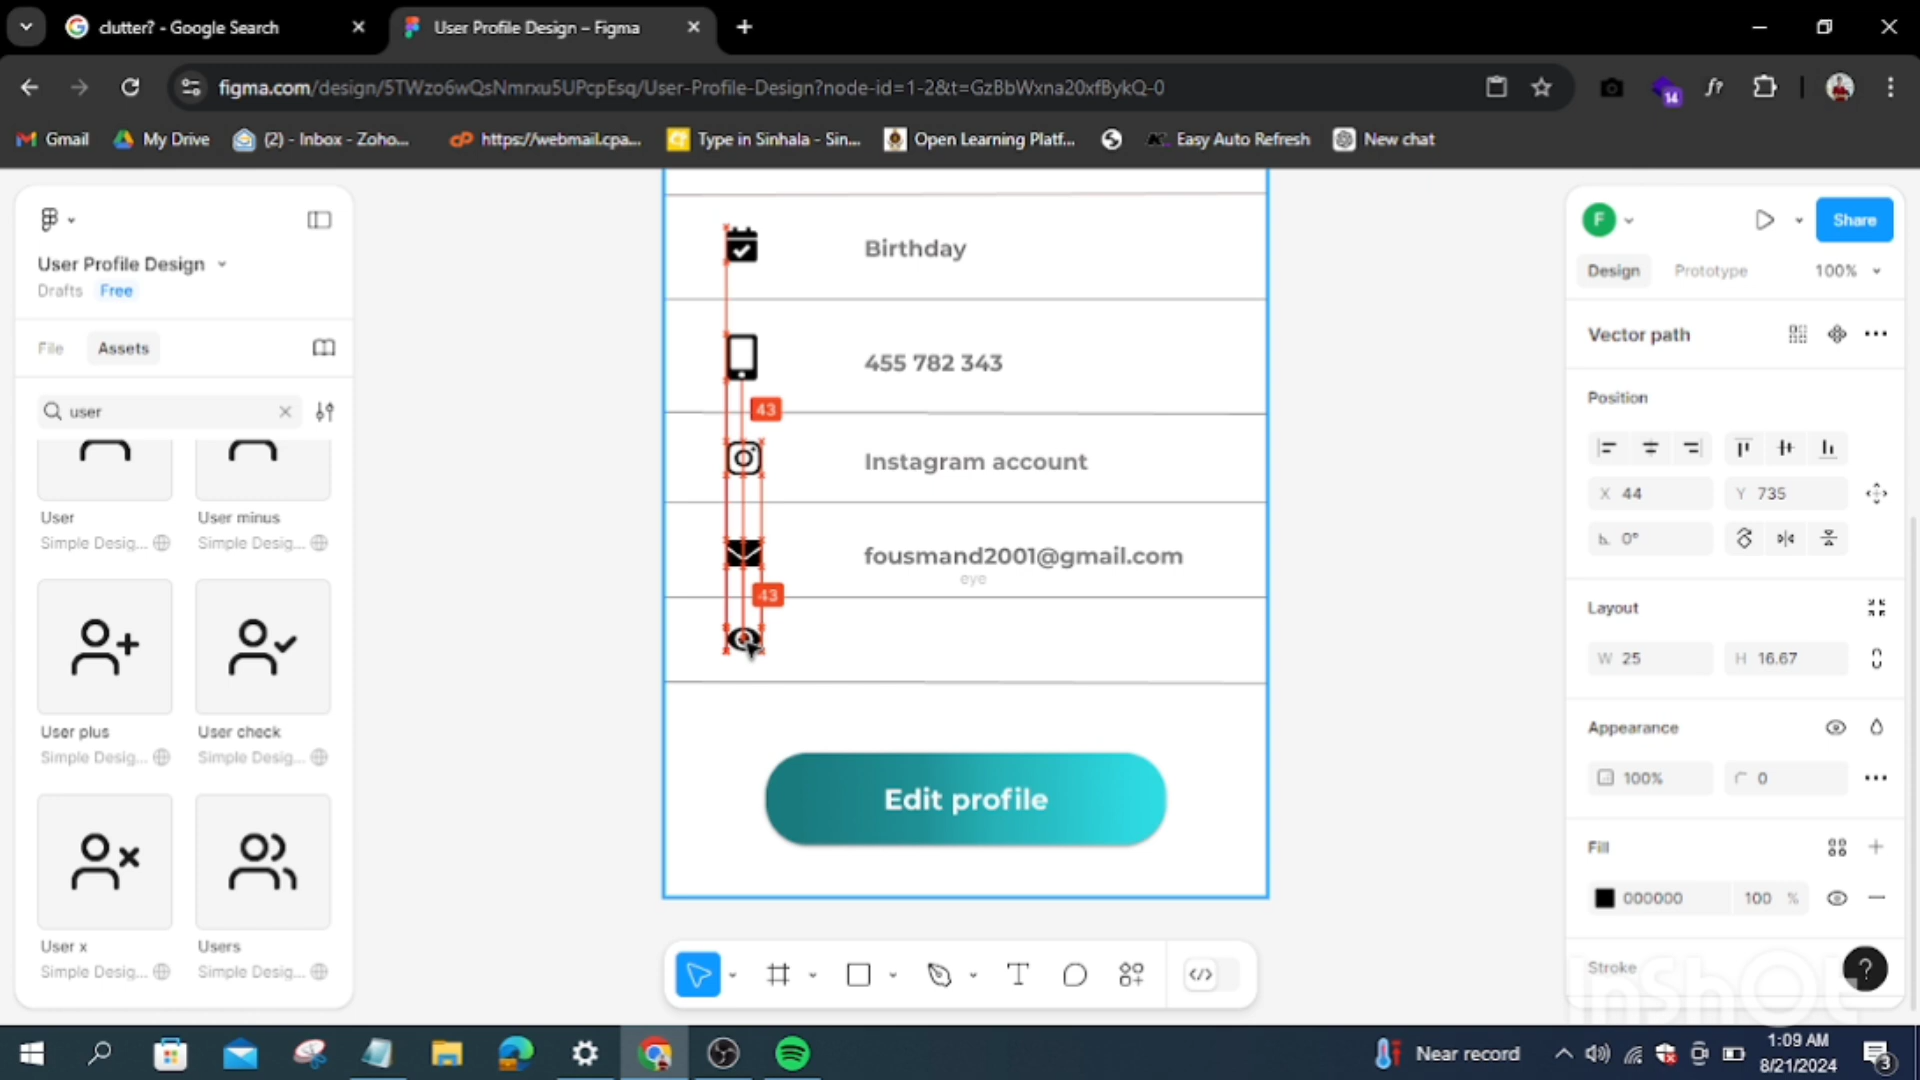 clutter? - Google Search
User Profile Design – Figma
figma.com/design/5TWzo6wQsNmrxu5UPcpEsq/User-Profile-Design?node-id=1-2&t=GzBbWxna20xfBykQ-0
14
f?
Gmail
My Drive
(2) - Inbox - Zoho...
https://webmail.cpa...
Type in Sinhala - Sin...
Open Learning Platf...
Easy Auto Refresh
New chat
User Profile Design
Drafts
Free
File
Assets
user
User
User minus
Simple Desig...
Simple Desig...
User plus
User check
Simple Desig...
Simple Desig...
User x
Users
Simple Desig...
Simple Desig...
Birthday
455 782 343
43
Instagram account
fousmand2001@gmail.com
eye
43
Edit profile
F
Share
Design
Prototype
100%
Vector path
Position
X 44
Y 735
0°
Layout
W 25
H 16.67
Appearance
100%
0
Fill
000000
100 %
Stroke
?
InShOt
Near record
1:09 AM
8/21/2024
3